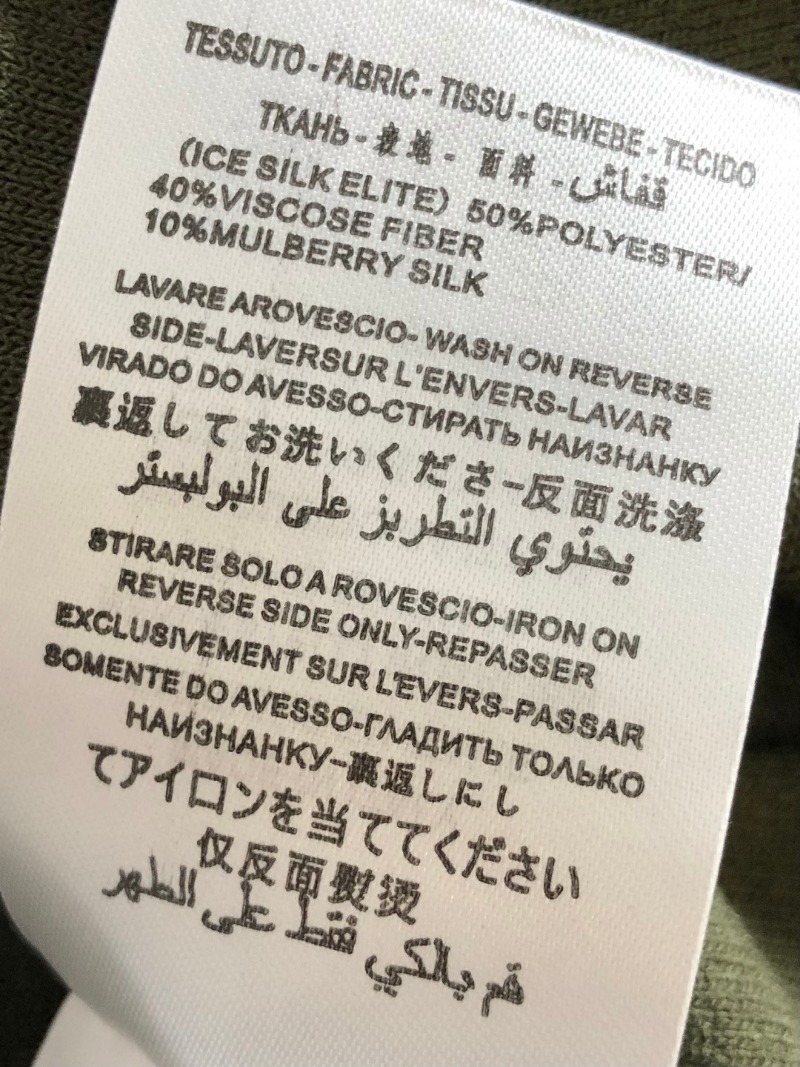 TESSUTO-FABRIC-TISSU-GEWEBE-TECIDO
ТКАНЬ- - 面料 -قفاش
(ICE SILK ELITE) 50%POLYESTER/
40%VISCOSE FIBER
10%MULBERRY SILK
LAVARE AROVESCIO- WASH ON REVERSE
SIDE-LAVERSUR L'ENVERS-LAVAR
VIRADO DO AVESSO-СТИРАТЬ НАИЗНАНКУ
裏返してお洗いくださ-反面洗涤
يحتوي التطريز على البوليستر
STIRARE SOLO A ROVESCIO-IRON ON
REVERSE SIDE ONLY-REPASSER
EXCLUSIVEMENT SUR L'EVERS-PASSAR
SOMENTE DO AVESSO-ГЛАДИТЬ ТОЛЬКО
НАИЗНАНКУ-裏返しにし
てアイロンを当ててください
仅反面熨烫
قم بالكي فقط على الظهر